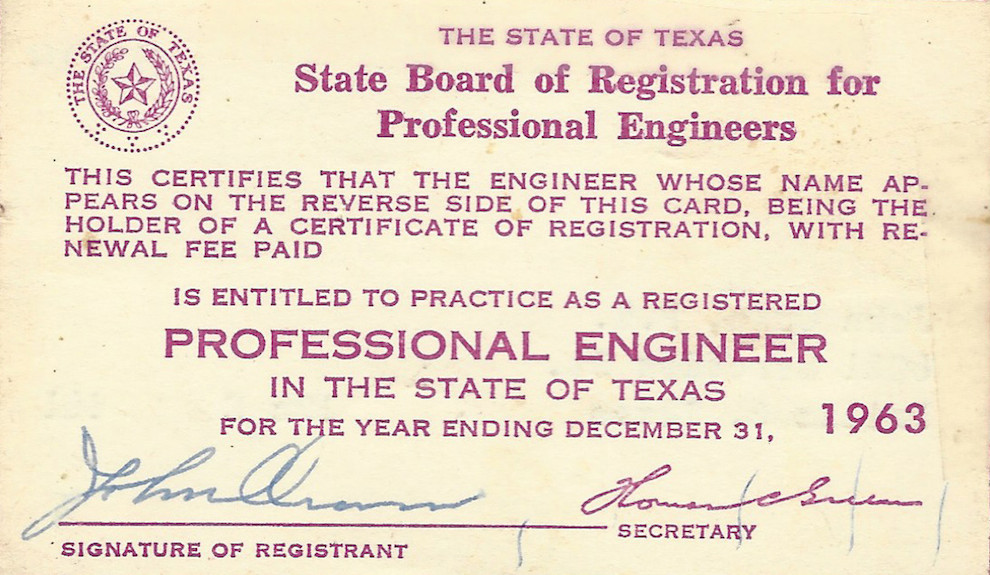 THE STATE OF TEXAS
THE STATE OF TEXAS
State Board of Registration for
Professional Engineers
THIS CERTIFIES THAT THE ENGINEER WHOSE NAME AP-
PEARS ON THE REVERSE SIDE OF THIS CARD, BEING THE
HOLDER OF A CERTIFICATE OF REGISTRATION, WITH RE-
NEWAL FEE PAID
IS ENTITLED TO PRACTICE AS A REGISTERED
PROFESSIONAL ENGINEER
IN THE STATE OF TEXAS
FOR THE YEAR ENDING DECEMBER 31, 1963
John
SECRETARY
SIGNATURE OF REGISTRANT